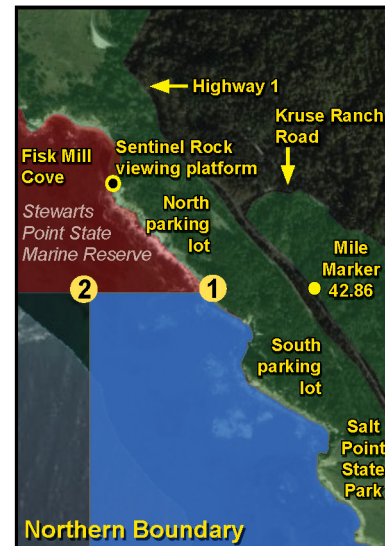 Highway 1
Kruse Ranch
Road
Fisk Mill
Cove
Sentinel Rock
viewing platform
Stewarts
Point State
Marine Reserve
North
parking
lot
Mile
Marker
42.86
2
1
South
parking
lot
Salt
Point
State
Park
Northern Boundary